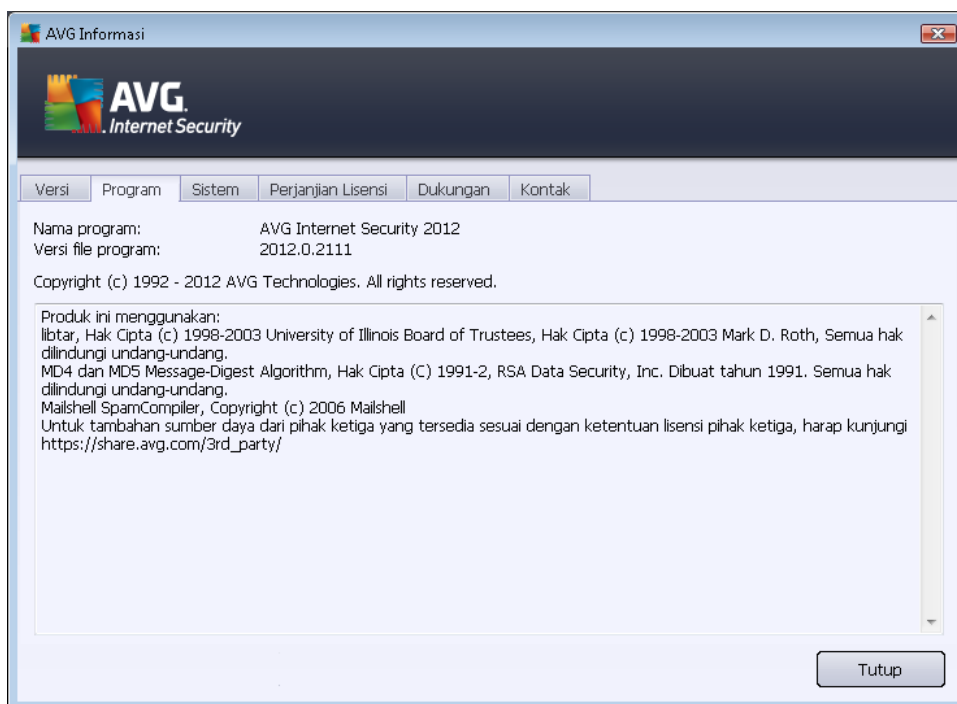 AVG Informasi
AVG.
Internet Security
Versi
Program
Sistem
Perjanjian Lisensi
Dukungan
Kontak
Nama program: AVG Internet Security 2012
Versi file program: 2012.0.2111
Copyright (c) 1992 - 2012 AVG Technologies. All rights reserved.
Produk ini menggunakan:
libtar, Hak Cipta (c) 1998-2003 University of Illinois Board of Trustees, Hak Cipta (c) 1998-2003 Mark D. Roth, Semua hak
dilindungi undang-undang.
MD4 dan MD5 Message-Digest Algorithm, Hak Cipta (C) 1991-2, RSA Data Security, Inc. Dibuat tahun 1991. Semua hak
dilindungi undang-undang.
Mailshell SpamCompiler, Copyright (c) 2006 Mailshell
Untuk tambahan sumber daya dari pihak ketiga yang tersedia sesuai dengan ketentuan lisensi pihak ketiga, harap kunjungi
https://share.avg.com/3rd_party/
Tutup